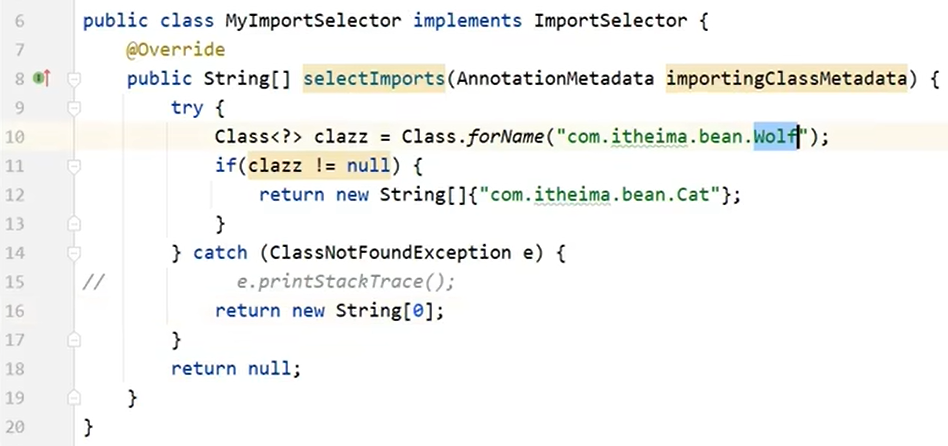 6 public class MyImportSelector implements ImportSelector {
7 @Override
8 public String[] selectImports(AnnotationMetadata importingClassMetadata) {
9 try {
10 Class<?> clazz = Class.forName("com.itheima.bean.Wolf");
11 if(clazz != null) {
12 return new String[]{"com.itheima.bean.Cat"};
13 }
14 } catch (ClassNotFoundException e) {
15 // e.printStackTrace();
16 return new String[0];
17 }
18 return null;
19 }
20 }